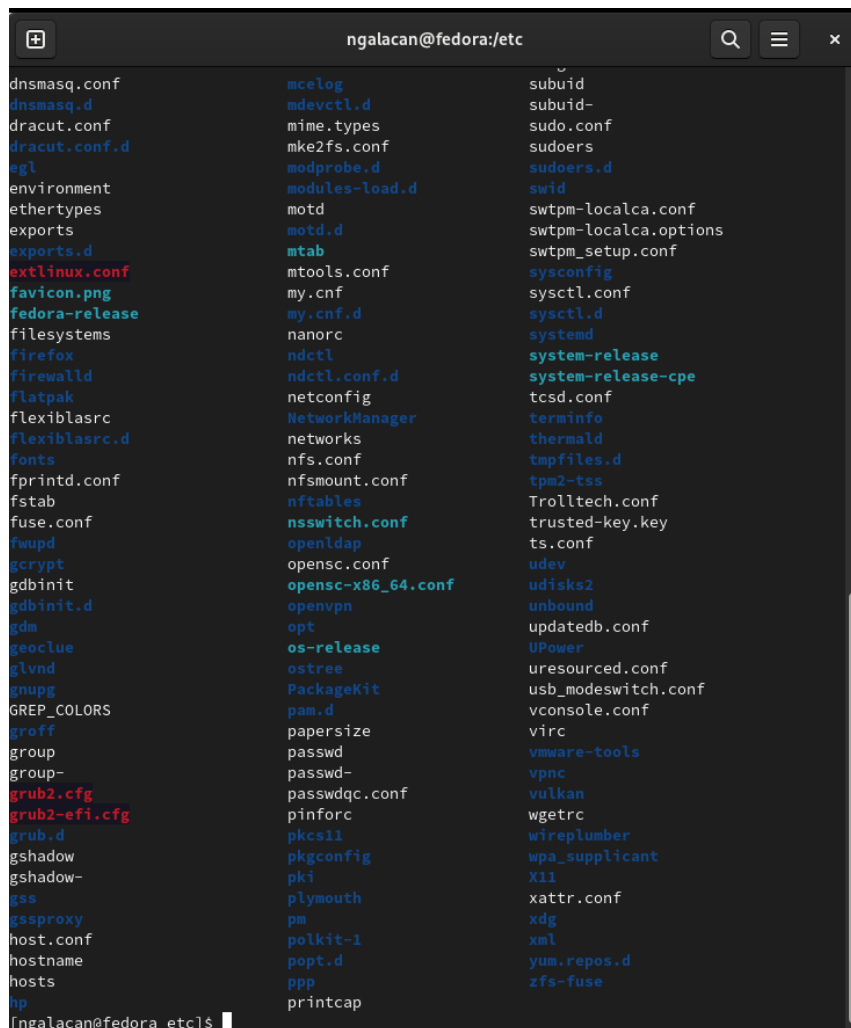 ngalacan@fedora:/etc
dnsmasq.conf mcelog subuid
dnsmasq.d mdevctl.d subuid-
dracut.conf mime.types sudo.conf
dracut.conf.d mke2fs.conf sudoers
egl modprobe.d sudoers.d
environment modules-load.d swid
ethertypes motd swtpm-localca.conf
exports motd.d swtpm-localca.options
exports.d mtab swtpm_setup.conf
extlinux.conf mtools.conf sysconfig
favicon.png my.cnf sysctl.conf
fedora-release my.cnf.d sysctl.d
filesystems nanorc systemd
firefox ndctl system-release
firewalld ndctl.conf.d system-release-cpe
flatpak netconfig tcsd.conf
flexiblasrc NetworkManager terminfo
flexiblasrc.d networks thermald
fonts nfs.conf tmpfiles.d
fprintd.conf nfsmount.conf tpm2-tss
fstab nftables Trolltech.conf
fuse.conf nsswitch.conf trusted-key.key
fwupd openldap ts.conf
gcrypt opensc.conf udev
gdbinit opensc-x86_64.conf udisks2
gdbinit.d openvpn unbound
gdm opt updatedb.conf
geoclue os-release UPower
glvnd ostree uresourced.conf
gnupg PackageKit usb_modeswitch.conf
GREP_COLORS pam.d vconsole.conf
groff papersize virc
group passwd vmware-tools
group- passwd- vpnc
grub2.cfg passwdqc.conf vulkan
grub2-efi.cfg pinforc wgetrc
grub.d pkcs11 wireplumber
gshadow pkgconfig wpa_supplicant
gshadow- pki X11
gss plymouth xattr.conf
gssproxy pm xdg
host.conf polkit-1 xml
hostname popt.d yum.repos.d
hosts ppp zfs-fuse
hp printcap
[ngalacan@fedora etc]$